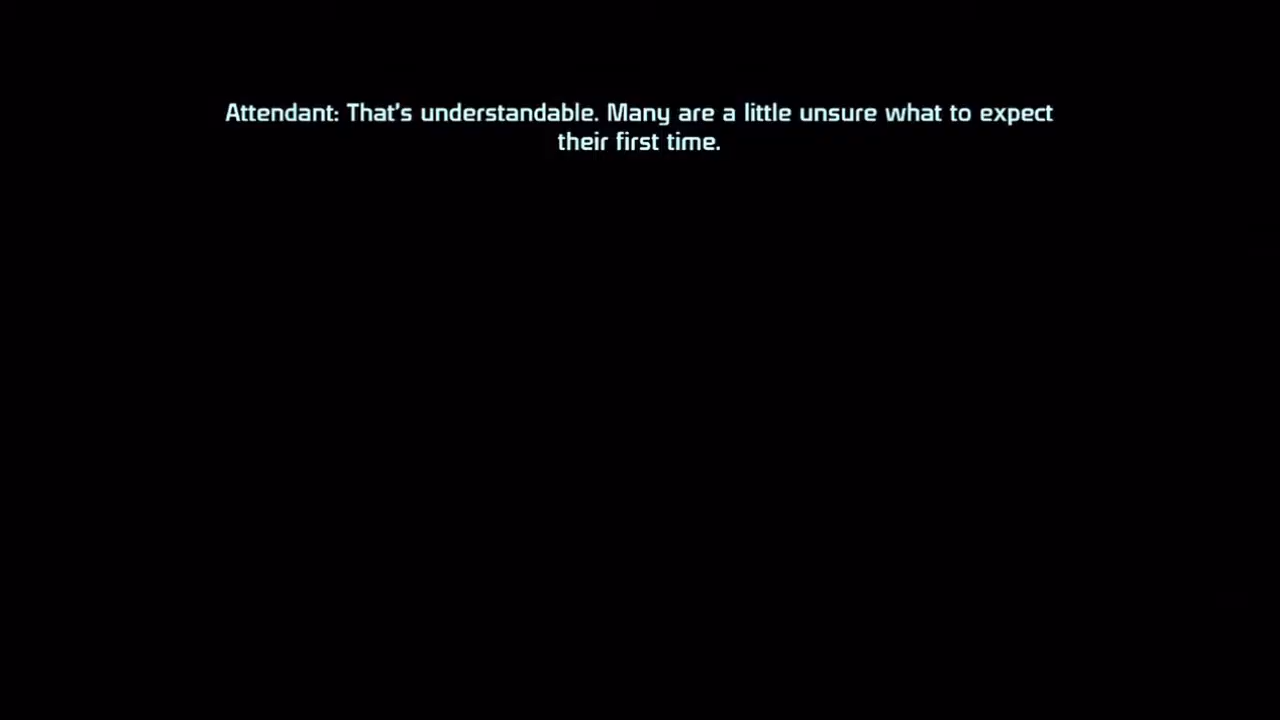 Attendant: That's understandable. Many are a little unsure what to expect
their first time.